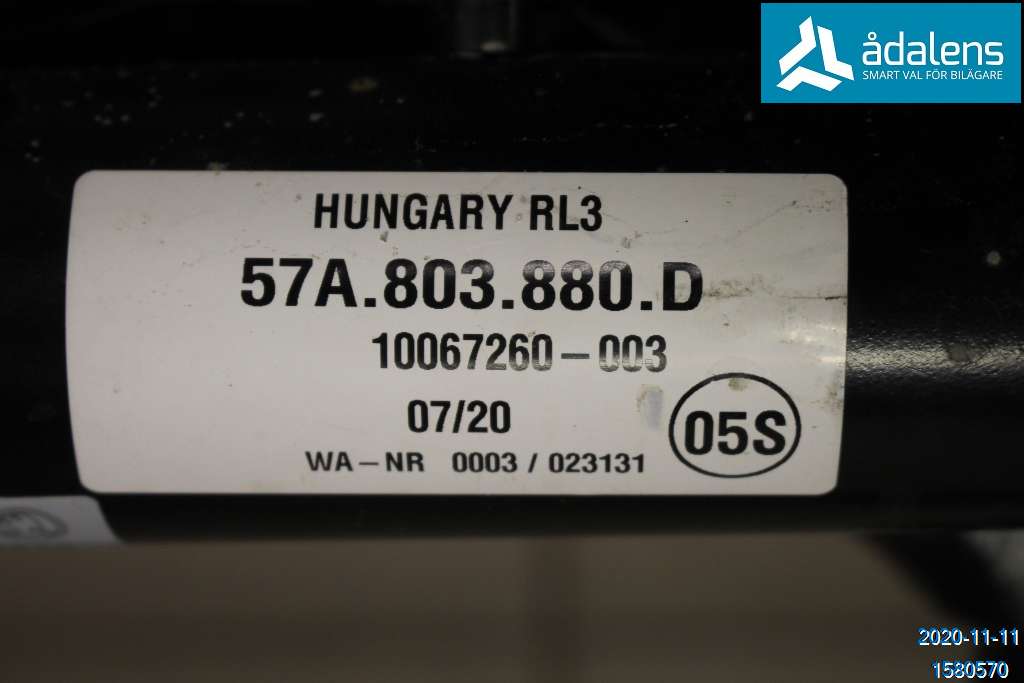 ådalens
SMART VAL FÖR BILÄGARE
HUNGARY RL3
57A.803.880.D
10067260-003
07/20
05S
WA-NR 0003 / 023131
2020-11-11
1580570